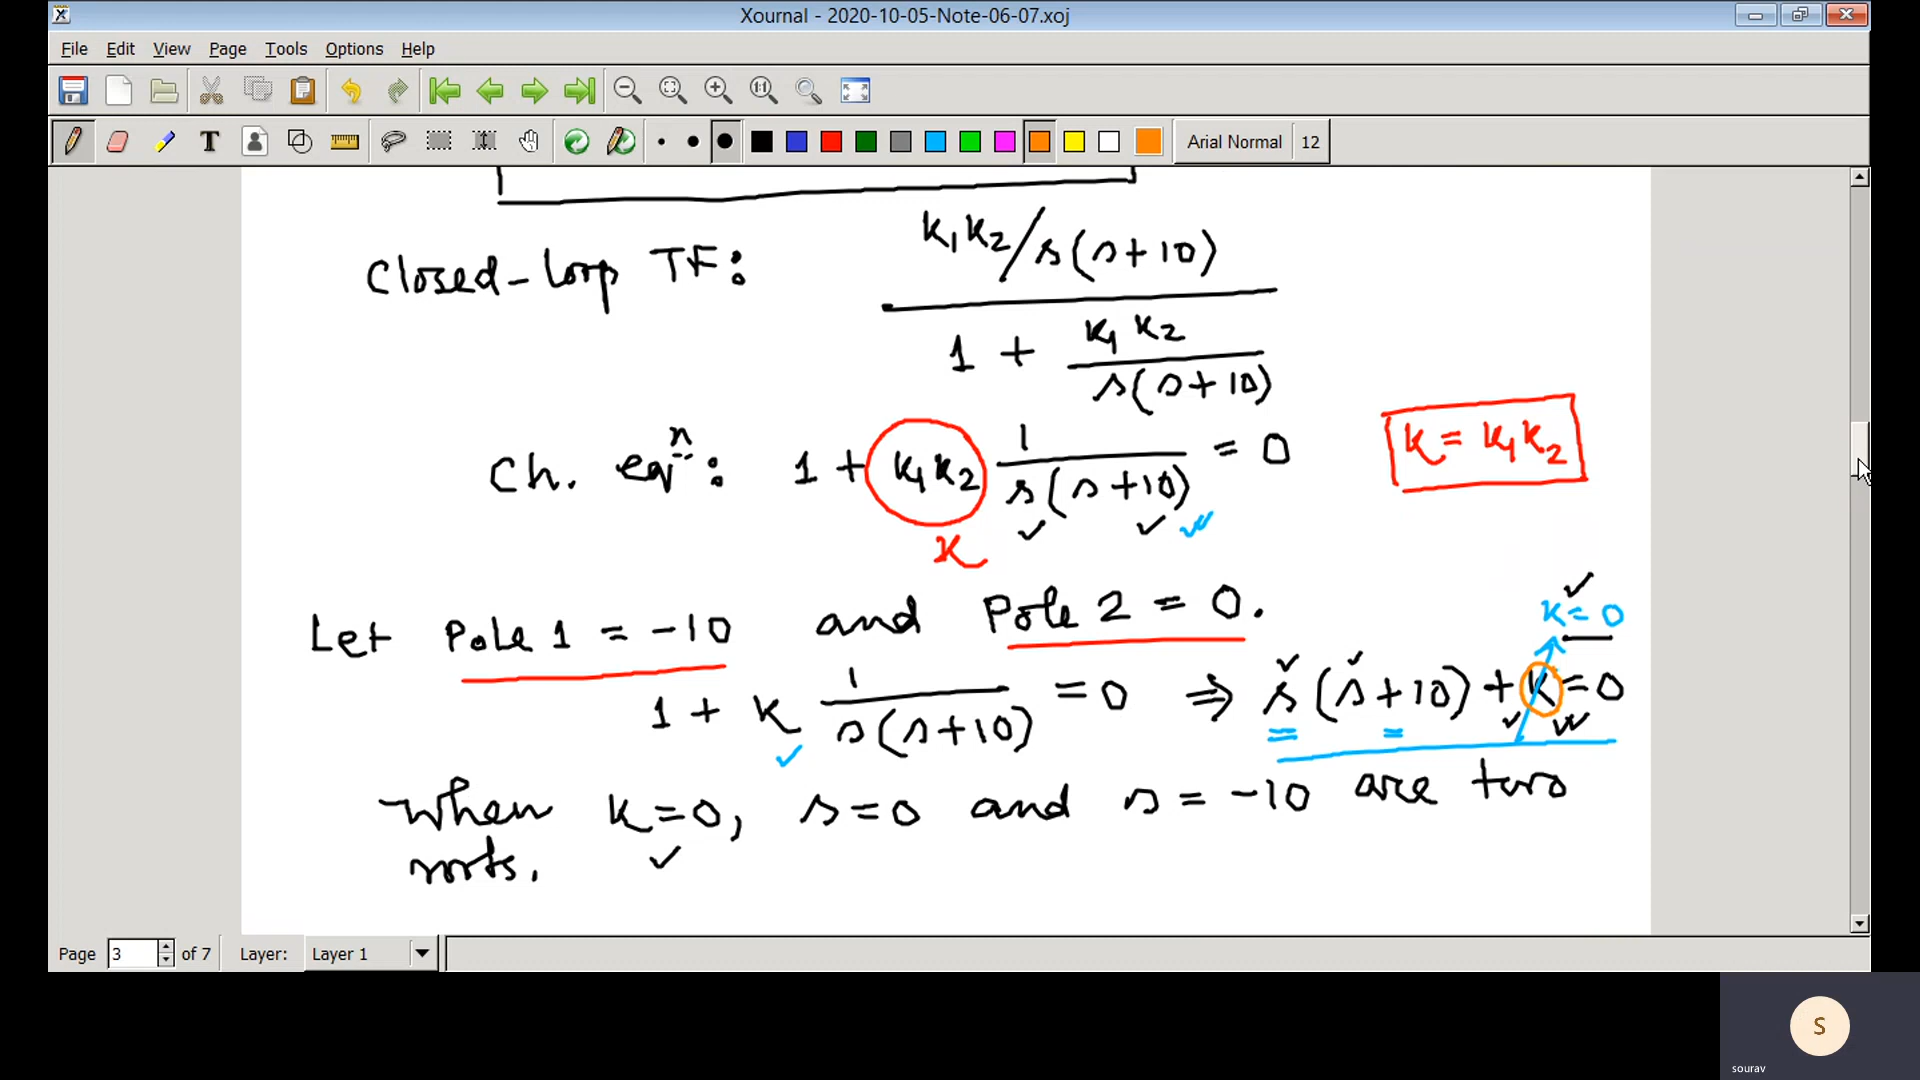 Xournal - 2020-10-05-Note-06-07.xoj
File Edit View Page Tools Options Help
Arial Normal 12
Closed-loop TF: K₁K₂/s(s+10)
1 + K₁K₂
s(s+10)
Ch. eqⁿ: 1 + K₁K₂ 1/s(s+10) = 0
K = K₁K₂
K
Let Pole 1 = -10 and Pole 2 = 0.
K=0
1 + K 1/s(s+10) = 0 ⇒ s(s+10) + K = 0
When K=0, s=0 and s=-10 are two
roots.
Page 3 of 7 Layer: Layer 1
S
sourav